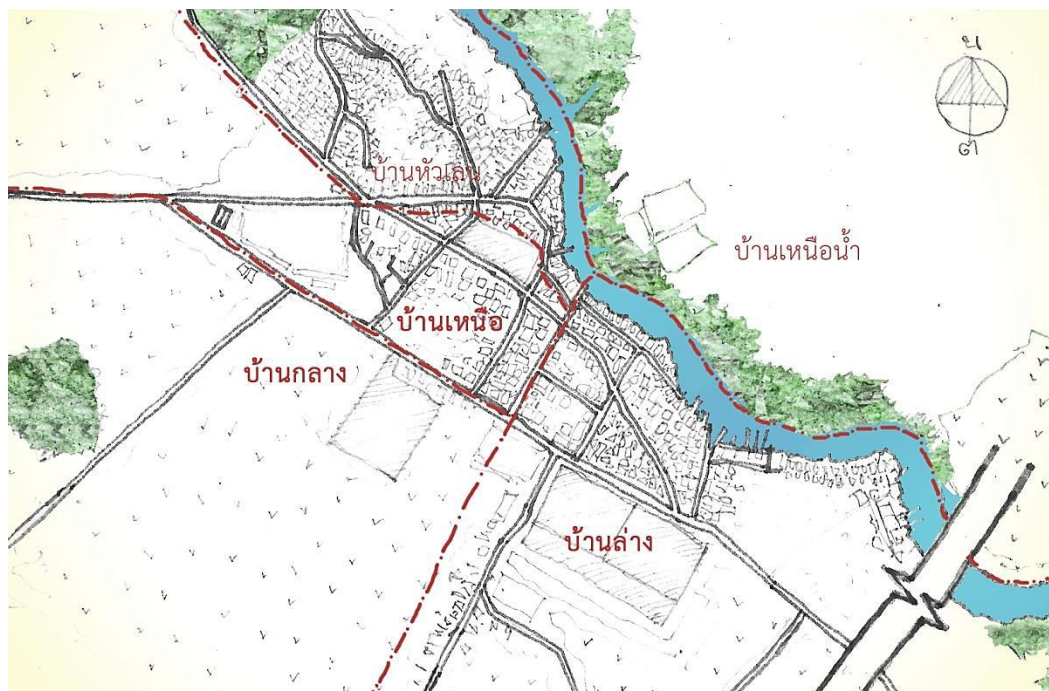 น
บ้านหัวเลน
บ้านเหนือน้ำ
บ้านเหนือ
บ้านกลาง
บ้านล่าง
ต